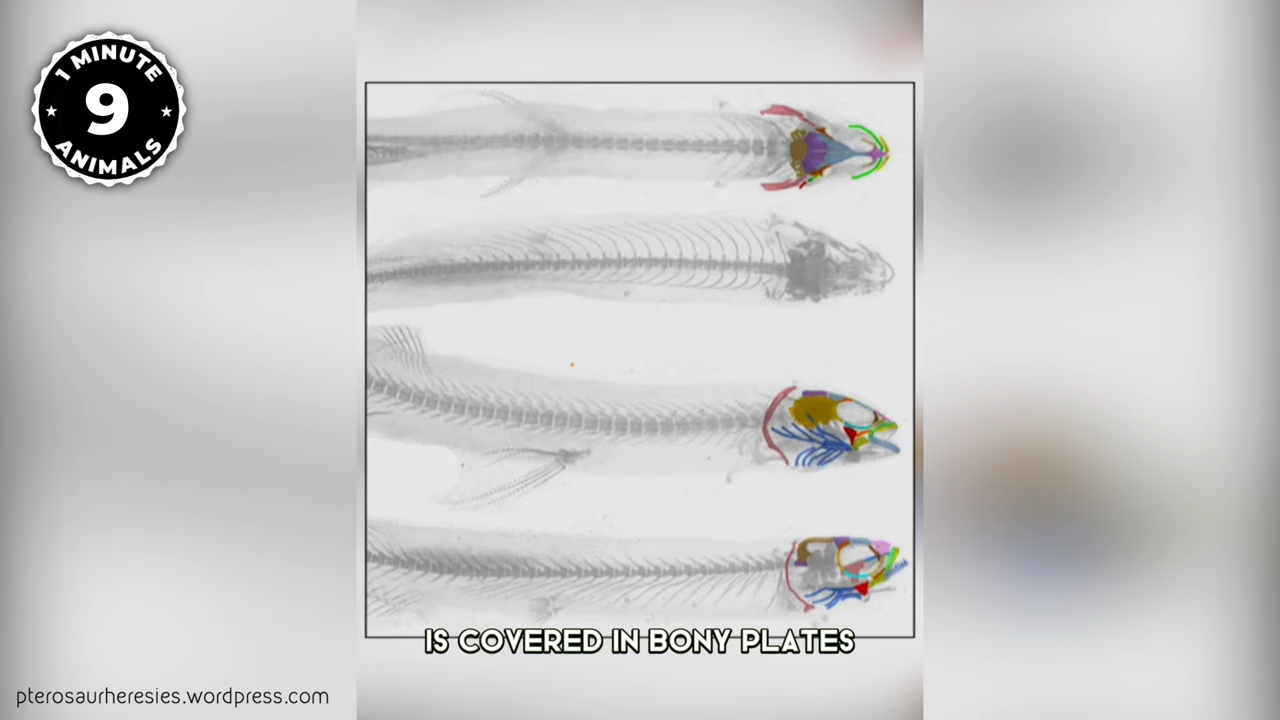 1 MINUTE
9
ANIMALS
IS COVERED IN BONY PLATES
pterosaurheresies.wordpress.com